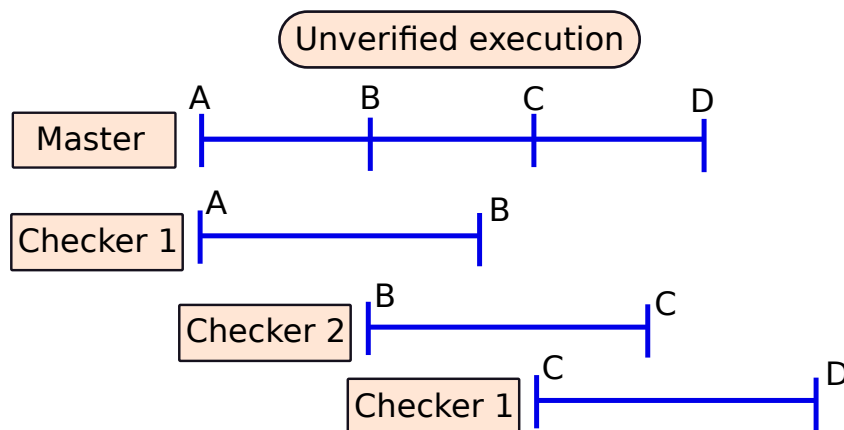 Unverified execution
A B C D
Master
A B
Checker 1
B C
Checker 2
C D
Checker 1